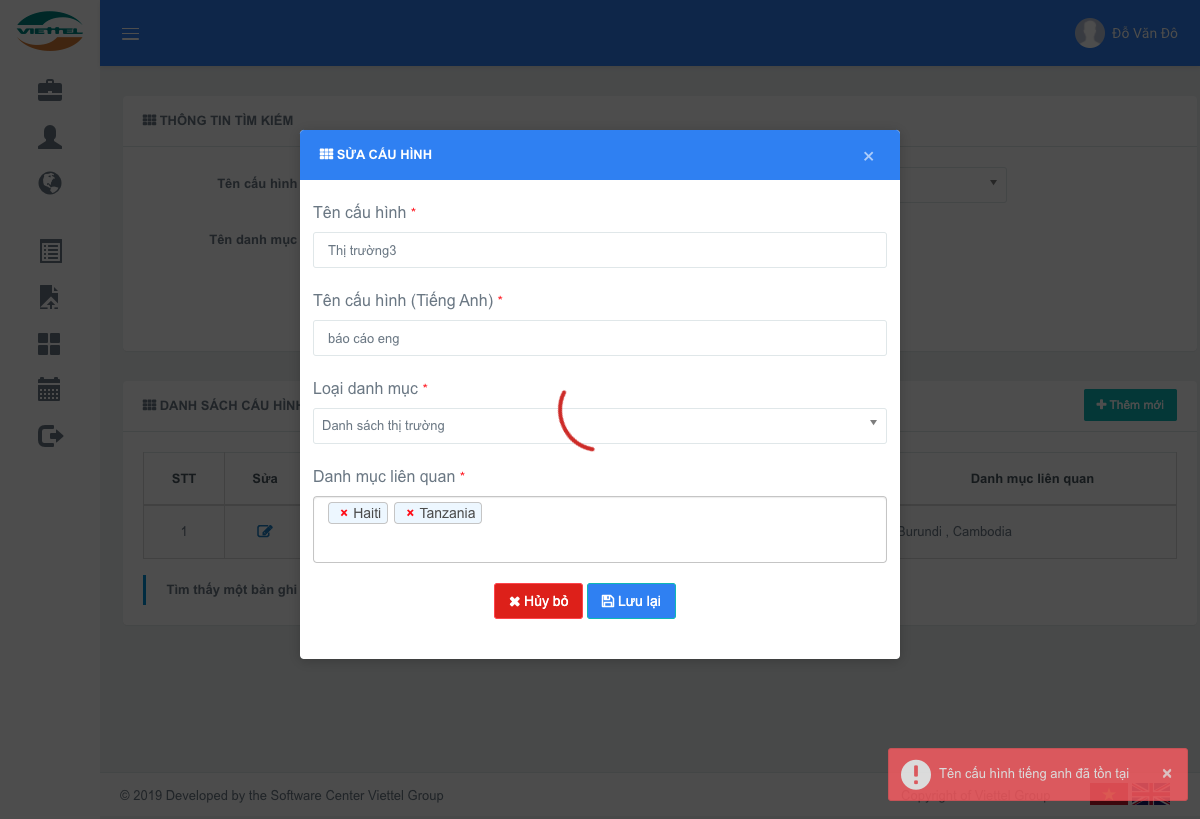 VIETTEL
Đỗ Văn Đô
THÔNG TIN TÌM KIẾM
Tên cấu hình
Tên danh mục
SỬA CẤU HÌNH
×
Tên cấu hình *
Thị trường3
Tên cấu hình (Tiếng Anh) *
báo cáo eng
Loại danh mục *
Danh sách thị trường
Danh mục liên quan *
× Haiti × Tanzania
Hủy bỏ Lưu lại
DANH SÁCH CẤU HÌNH
Thêm mới
STT Sửa Danh mục liên quan
1 Burundi , Cambodia
Tìm thấy một bản ghi
Tên cấu hình tiếng anh đã tồn tại ×
© 2019 Developed by the Software Center Viettel Group
Copyright of Viettel Group